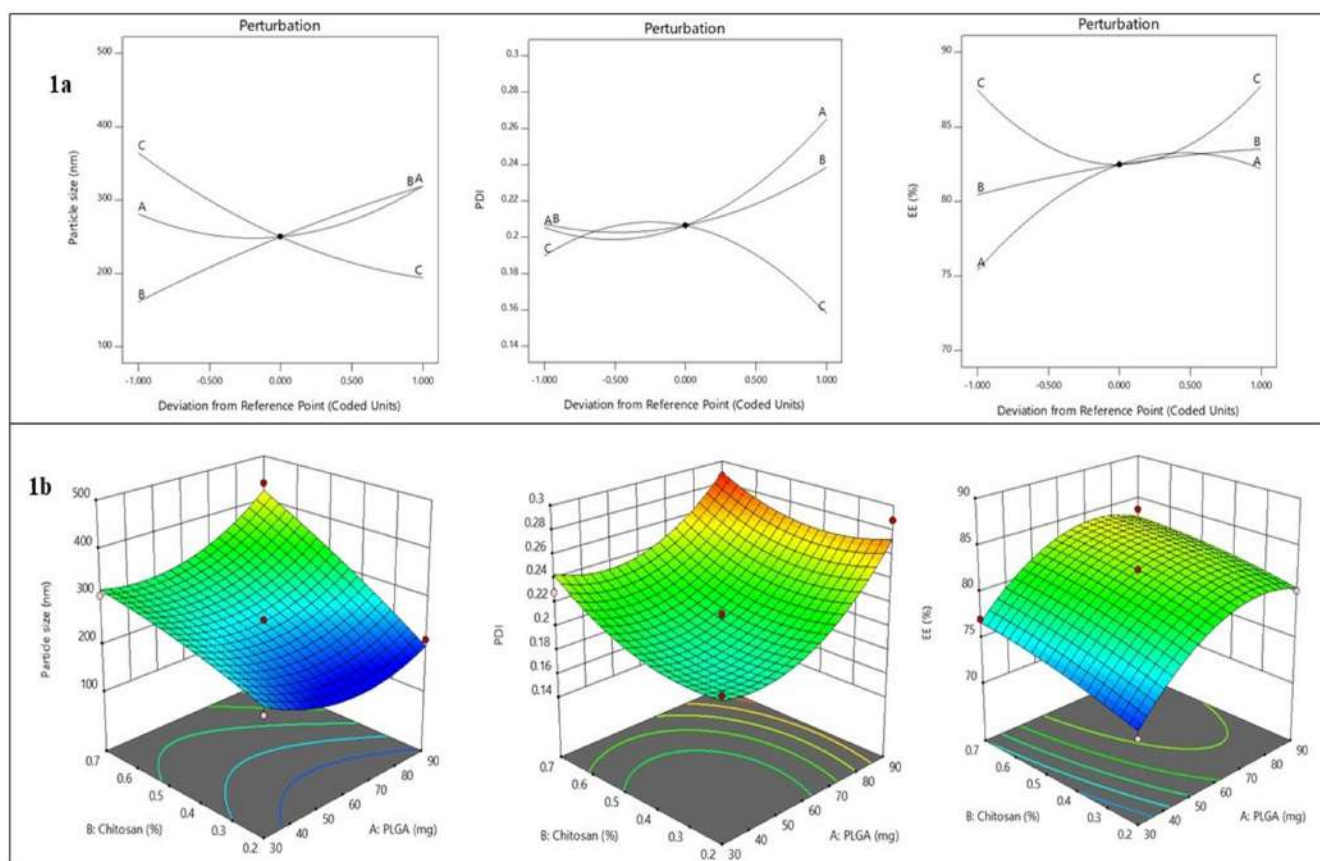 1a
Perturbation
500
400
300
200
100
Particle size (nm)
C
A
B
B A
C
-1.000 -0.500 0.000 0.500 1.000
Deviation from Reference Point (Coded Units)
Perturbation
0.3
0.28
0.26
0.24
0.22
0.2
0.18
0.16
0.14
PDI
A B
C
A
B
C
-1.000 -0.500 0.000 0.500 1.000
Deviation from Reference Point (Coded Units)
Perturbation
90
85
80
75
70
EE (%)
C
B
A
C
B
A
-1.000 -0.500 0.000 0.500 1.000
Deviation from Reference Point (Coded Units)
1b
500
400
300
200
100
Particle size (nm)
0.7 0.6 0.5 0.4 0.3 0.2
B: Chitosan (%)
30 40 50 60 70 80 90
A: PLGA (mg)
0.3
0.28
0.26
0.24
0.22
0.2
0.18
0.16
0.14
PDI
0.7 0.6 0.5 0.4 0.3 0.2
B: Chitosan (%)
30 40 50 60 70 80 90
A: PLGA (mg)
90
85
80
75
70
EE (%)
0.7 0.6 0.5 0.4 0.3 0.2
B: Chitosan (%)
30 40 50 60 70 80 90
A: PLGA (mg)